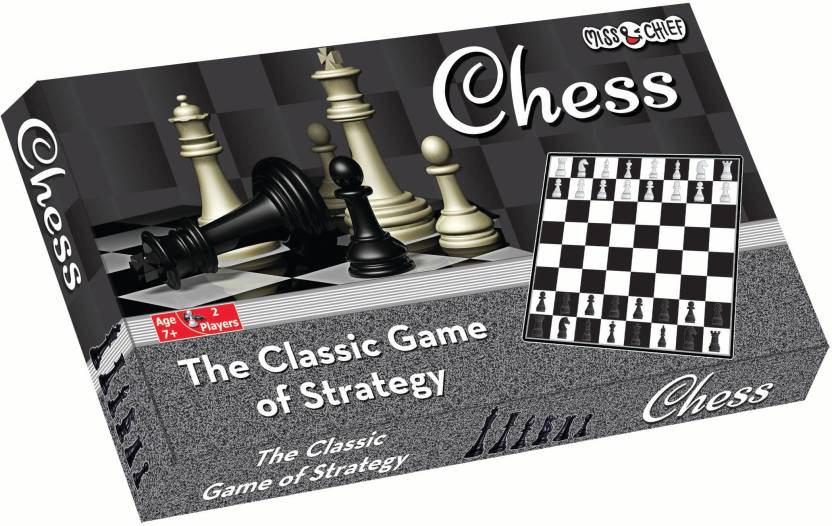 MISS & CHIEF
Chess
Chess
Age
7+
2
Players
The Classic Game
of Strategy
The Classic
Game of Strategy
Chess